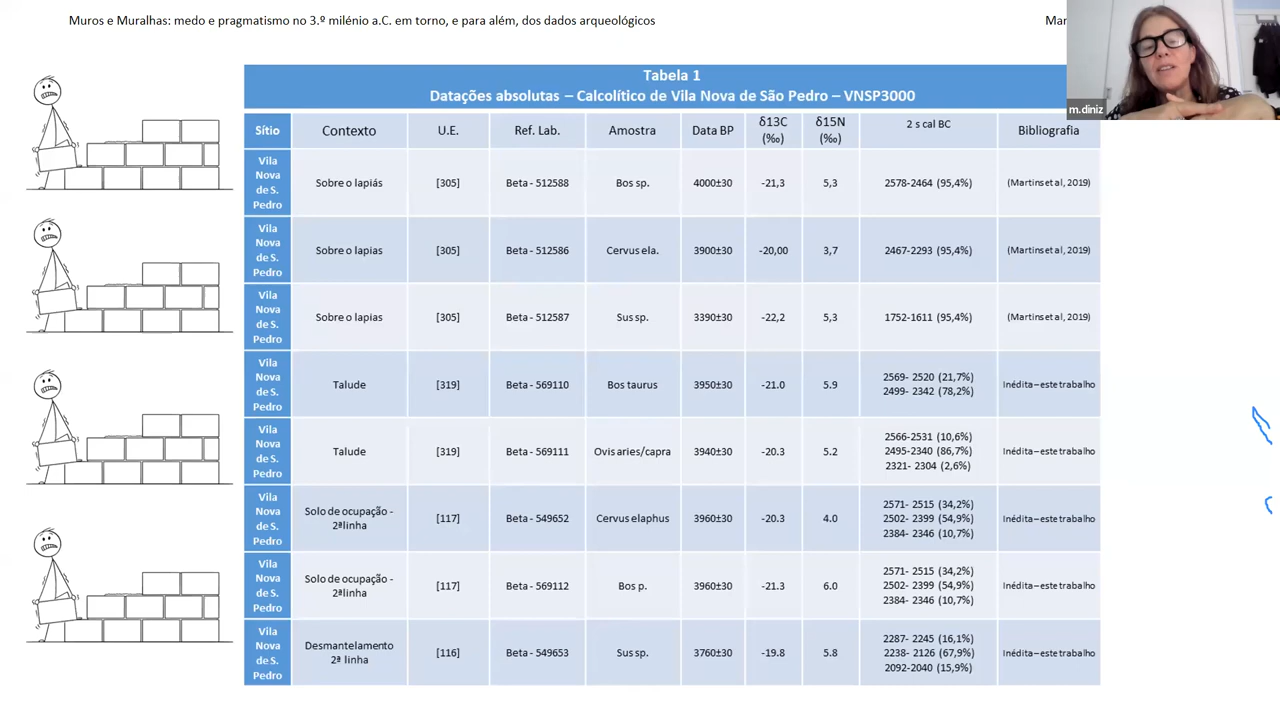 Muros e Muralhas: medo e pragmatismo no 3.º milénio a.C. em torno, e para além, dos dados arqueológicos
m.diniz
Tabela 1
Datações absolutas – Calcolítico de Vila Nova de São Pedro – VNSP3000
Sítio Contexto U.E. Ref. Lab. Amostra Data BP δ13C (‰) δ15N (‰) 2 s cal BC Bibliografia
Vila Nova de S. Pedro Sobre o lapiás [305] Beta - 512588 Bos sp. 4000±30 -21,3 5,3 2578-2464 (95,4%) (Martins et al, 2019)
Vila Nova de S. Pedro Sobre o lapias [305] Beta - 512586 Cervus ela. 3900±30 -20,00 3,7 2467-2293 (95,4%) (Martins et al, 2019)
Vila Nova de S. Pedro Sobre o lapias [305] Beta - 512587 Sus sp. 3390±30 -22,2 5,3 1752-1611 (95,4%) (Martins et al, 2019)
Vila Nova de S. Pedro Talude [319] Beta - 569110 Bos taurus 3950±30 -21.0 5.9 2569- 2520 (21,7%) 2499- 2342 (78,2%) Inédita – este trabalho
Vila Nova de S. Pedro Talude [319] Beta - 569111 Ovis aries/capra 3940±30 -20.3 5.2 2566-2531 (10,6%) 2495-2340 (86,7%) 2321- 2304 (2,6%) Inédita – este trabalho
Vila Nova de S. Pedro Solo de ocupação - 2ªlinha [117] Beta - 549652 Cervus elaphus 3960±30 -20.3 4.0 2571- 2515 (34,2%) 2502- 2399 (54,9%) 2384- 2346 (10,7%) Inédita – este trabalho
Vila Nova de S. Pedro Solo de ocupação - 2ªlinha [117] Beta - 569112 Bos p. 3960±30 -21.3 6.0 2571- 2515 (34,2%) 2502- 2399 (54,9%) 2384- 2346 (10,7%) Inédita – este trabalho
Vila Nova de S. Pedro Desmantelamento 2ª linha [116] Beta - 549653 Sus sp. 3760±30 -19.8 5.8 2287- 2245 (16,1%) 2238- 2126 (67,9%) 2092-2040 (15,9%) Inédita – este trabalho